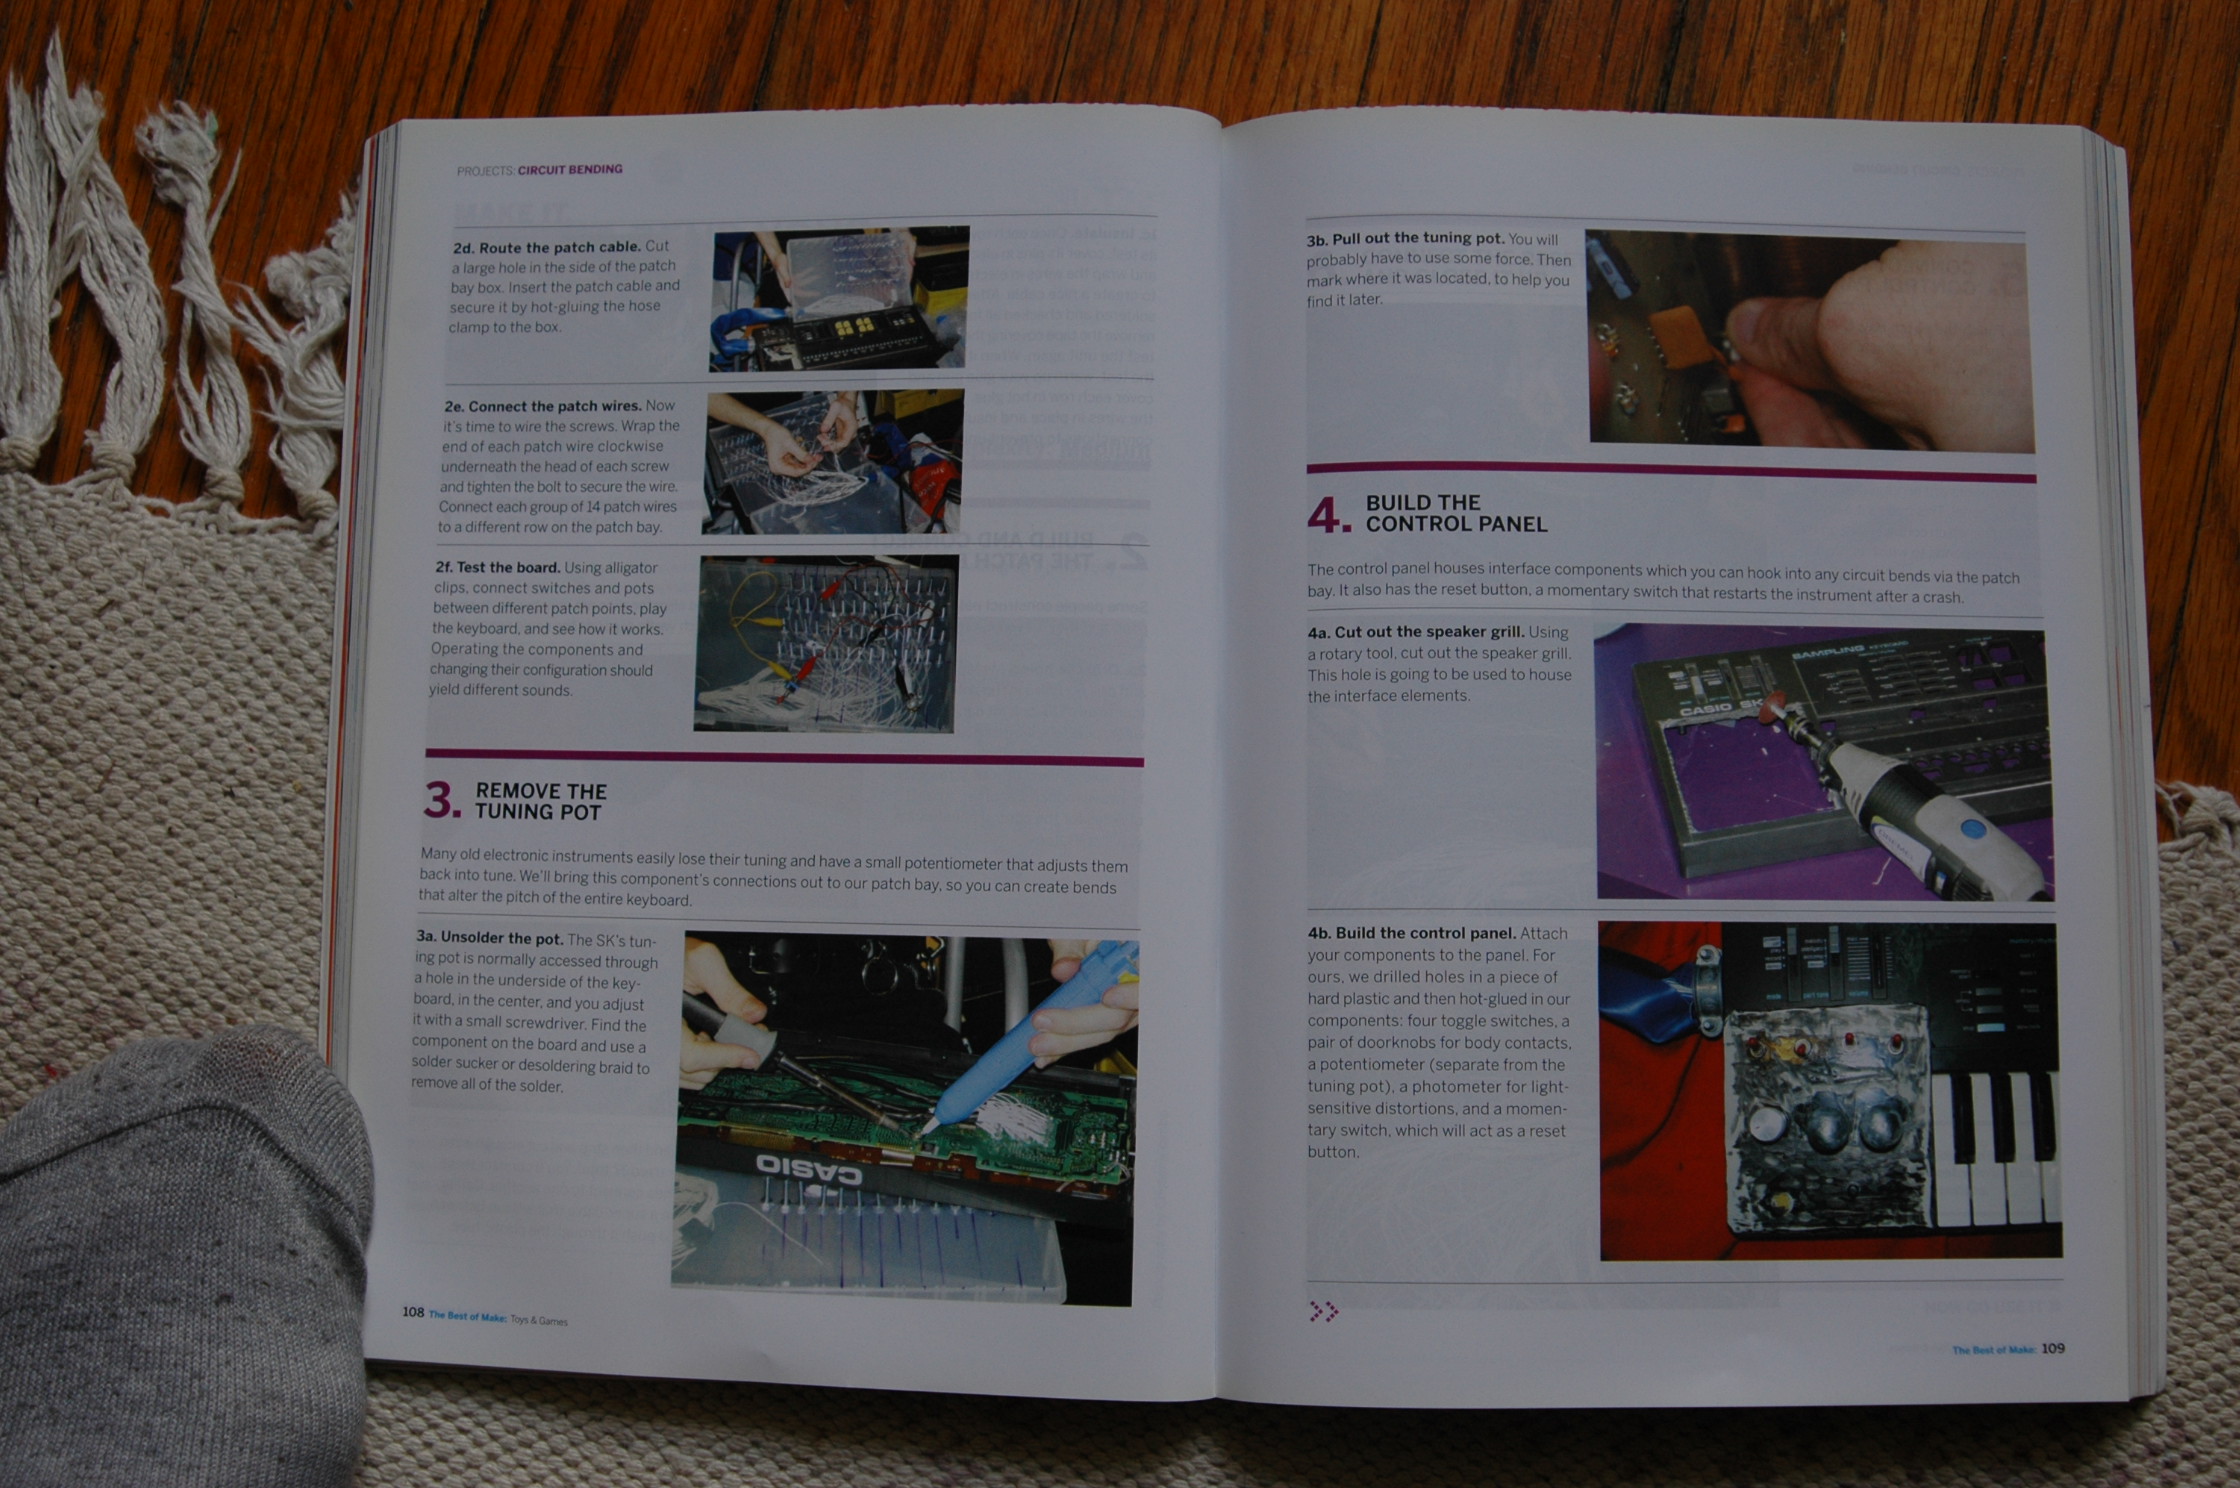 PROJECTS: CIRCUIT BENDING
2d. Route the patch cable. Cut
a large hole in the side of the patch
bay box. Insert the patch cable and
secure it by hot-gluing the hose
clamp to the box.
2e. Connect the patch wires. Now
it's time to wire the screws. Wrap the
end of each patch wire clockwise
underneath the head of each screw
and tighten the bolt to secure the wire.
Connect each group of 14 patch wires
to a different row on the patch bay.
2f. Test the board. Using alligator
clips, connect switches and pots
between different patch points, play
the keyboard, and see how it works.
Operating the components and
changing their configuration should
yield different sounds.
3. REMOVE THE
TUNING POT
Many old electronic instruments easily lose their tuning and have a small potentiometer that adjusts them
back into tune. We'll bring this component's connections out to our patch bay, so you can create bends
that alter the pitch of the entire keyboard.
3a. Unsolder the pot. The SK's tun-
ing pot is normally accessed through
a hole in the underside of the key-
board, in the center, and you adjust
it with a small screwdriver. Find the
component on the board and use a
solder sucker or desoldering braid to
remove all of the solder.
CASIO
108 The Best of Make: Toys & Games
3b. Pull out the tuning pot. You will
probably have to use some force. Then
mark where it was located, to help you
find it later.
4. BUILD THE
CONTROL PANEL
The control panel houses interface components which you can hook into any circuit bends via the patch
bay. It also has the reset button, a momentary switch that restarts the instrument after a crash.
4a. Cut out the speaker grill. Using
a rotary tool, cut out the speaker grill.
This hole is going to be used to house
the interface elements.
CASIO SK
SAMPLING
DREMEL
4b. Build the control panel. Attach
your components to the panel. For
ours, we drilled holes in a piece of
hard plastic and then hot-glued in our
components: four toggle switches, a
pair of doorknobs for body contacts,
a potentiometer (separate from the
tuning pot), a photometer for light-
sensitive distortions, and a momen-
tary switch, which will act as a reset
button.
The Best of Make: 109